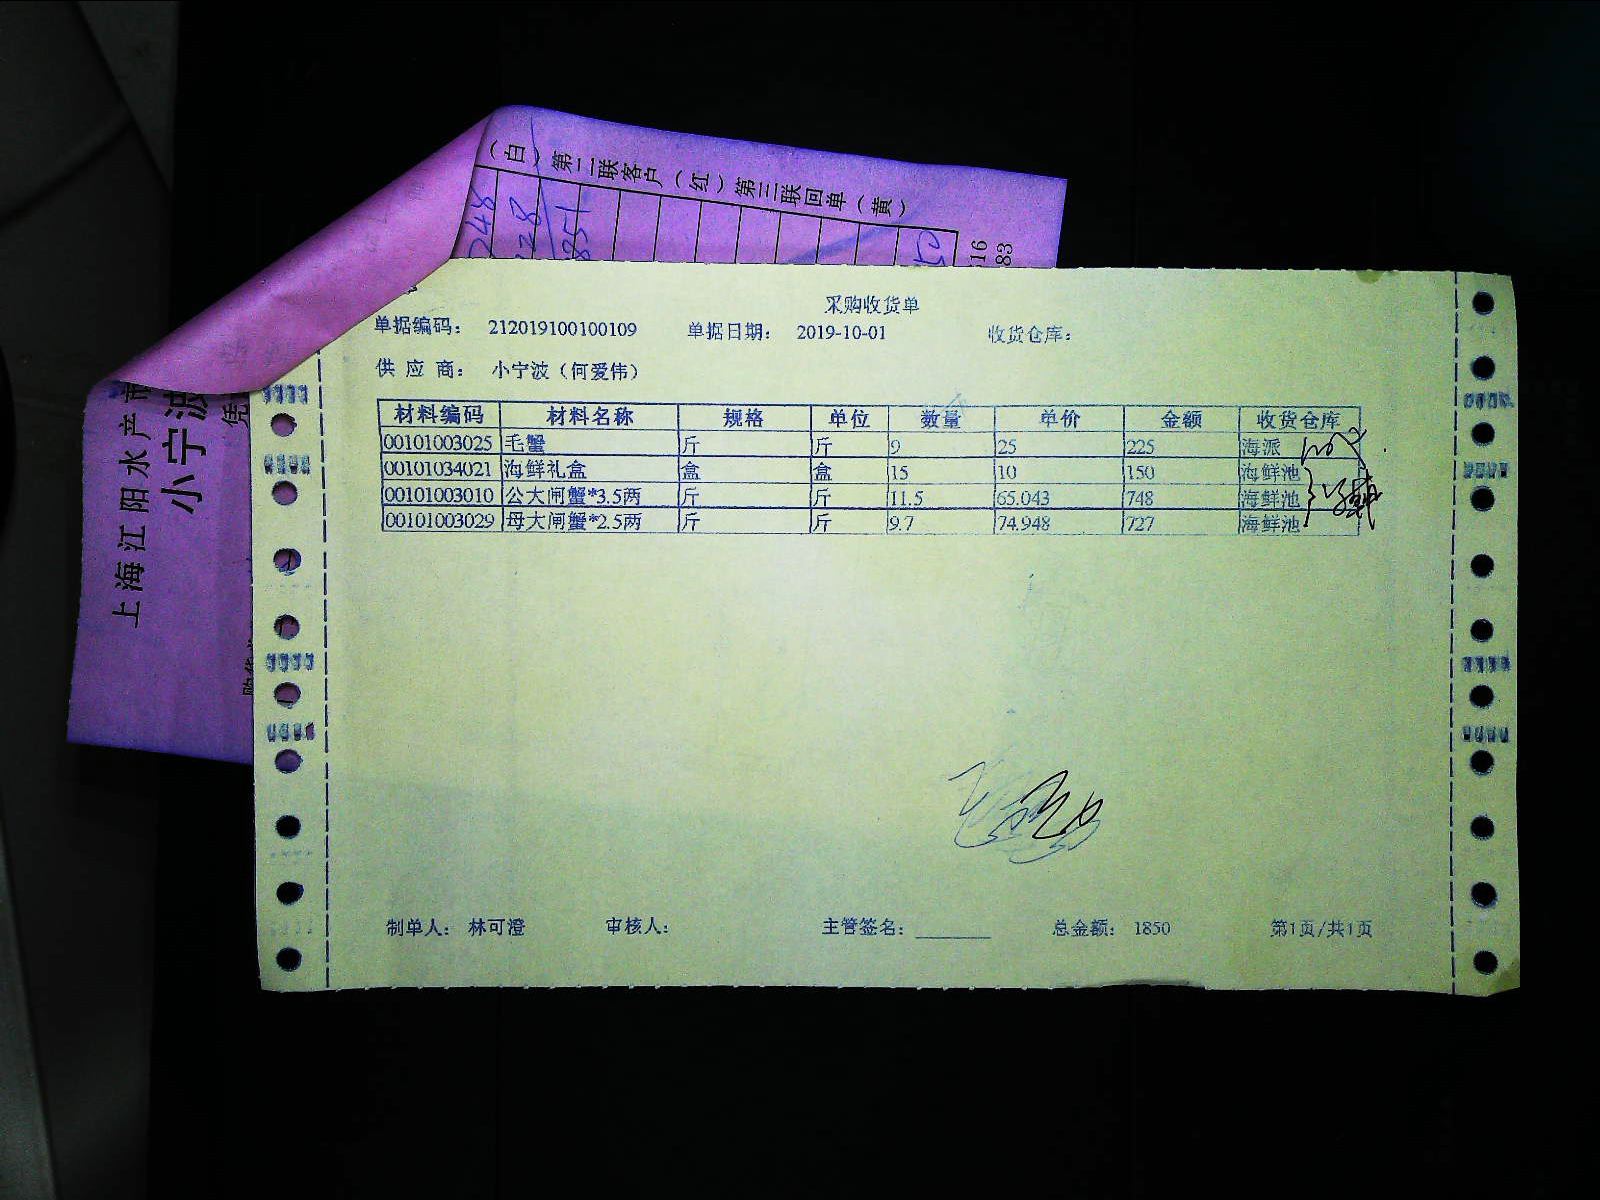 （白）第二联客户（红）第三联回单（黄）
上海江阳水产市
小宁波
凭
采购收货单
单据编码： 212019100100109 单据日期： 2019-10-01 收货仓库：
供 应 商： 小宁波（何爱伟）
材料编码 材料名称 规格 单位 数量 单价 金额 收货仓库
00101003025 毛蟹 斤 斤 9 25 225 海派
00101034021 海鲜礼盒 盒 盒 15 10 150 海鲜池
00101003010 公大闸蟹*3.5两 斤 斤 11.5 65.043 748 海鲜池
00101003029 母大闸蟹*2.5两 斤 斤 9.7 74.948 727 海鲜池
制单人： 林可澄 审核人： 主管签名： 总金额： 1850 第1页/共1页